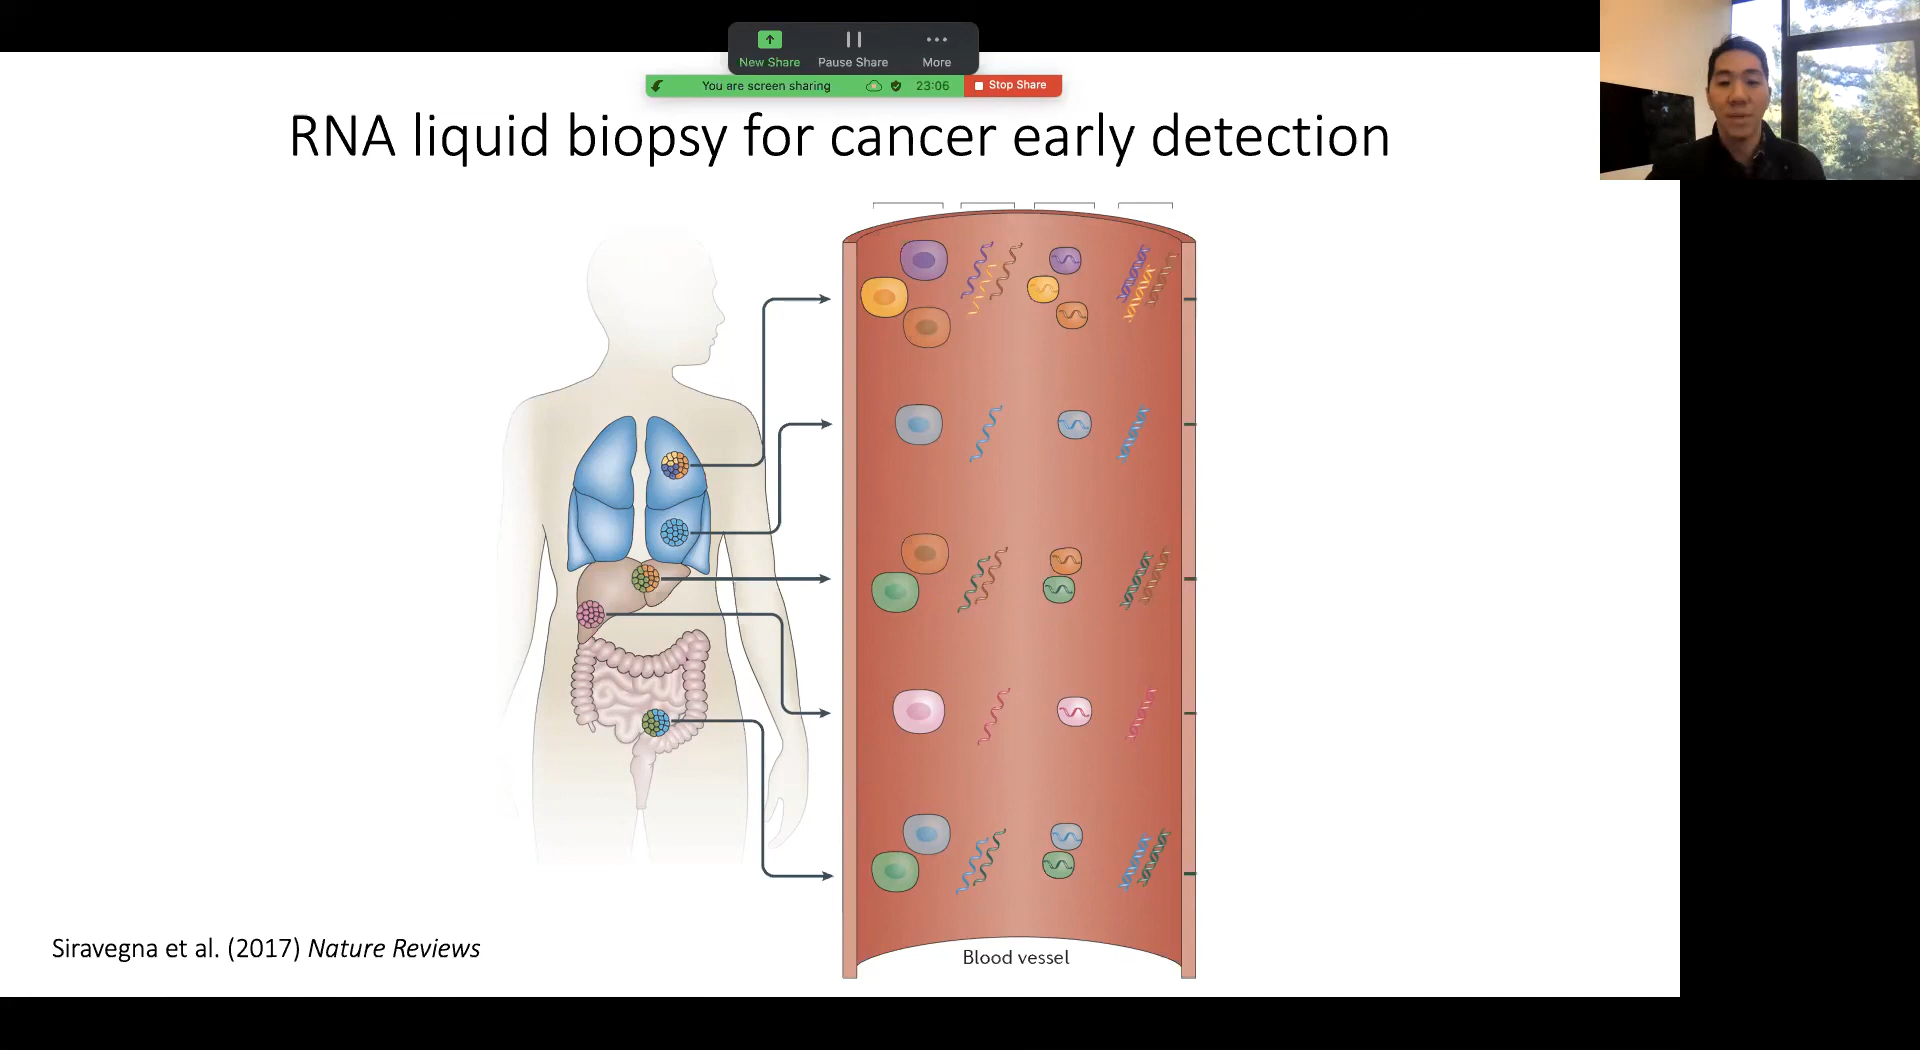 New Share
Pause Share
More
You are screen sharing
23:06
Stop Share
RNA liquid biopsy for cancer early detection
Blood vessel
Siravegna et al. (2017) Nature Reviews